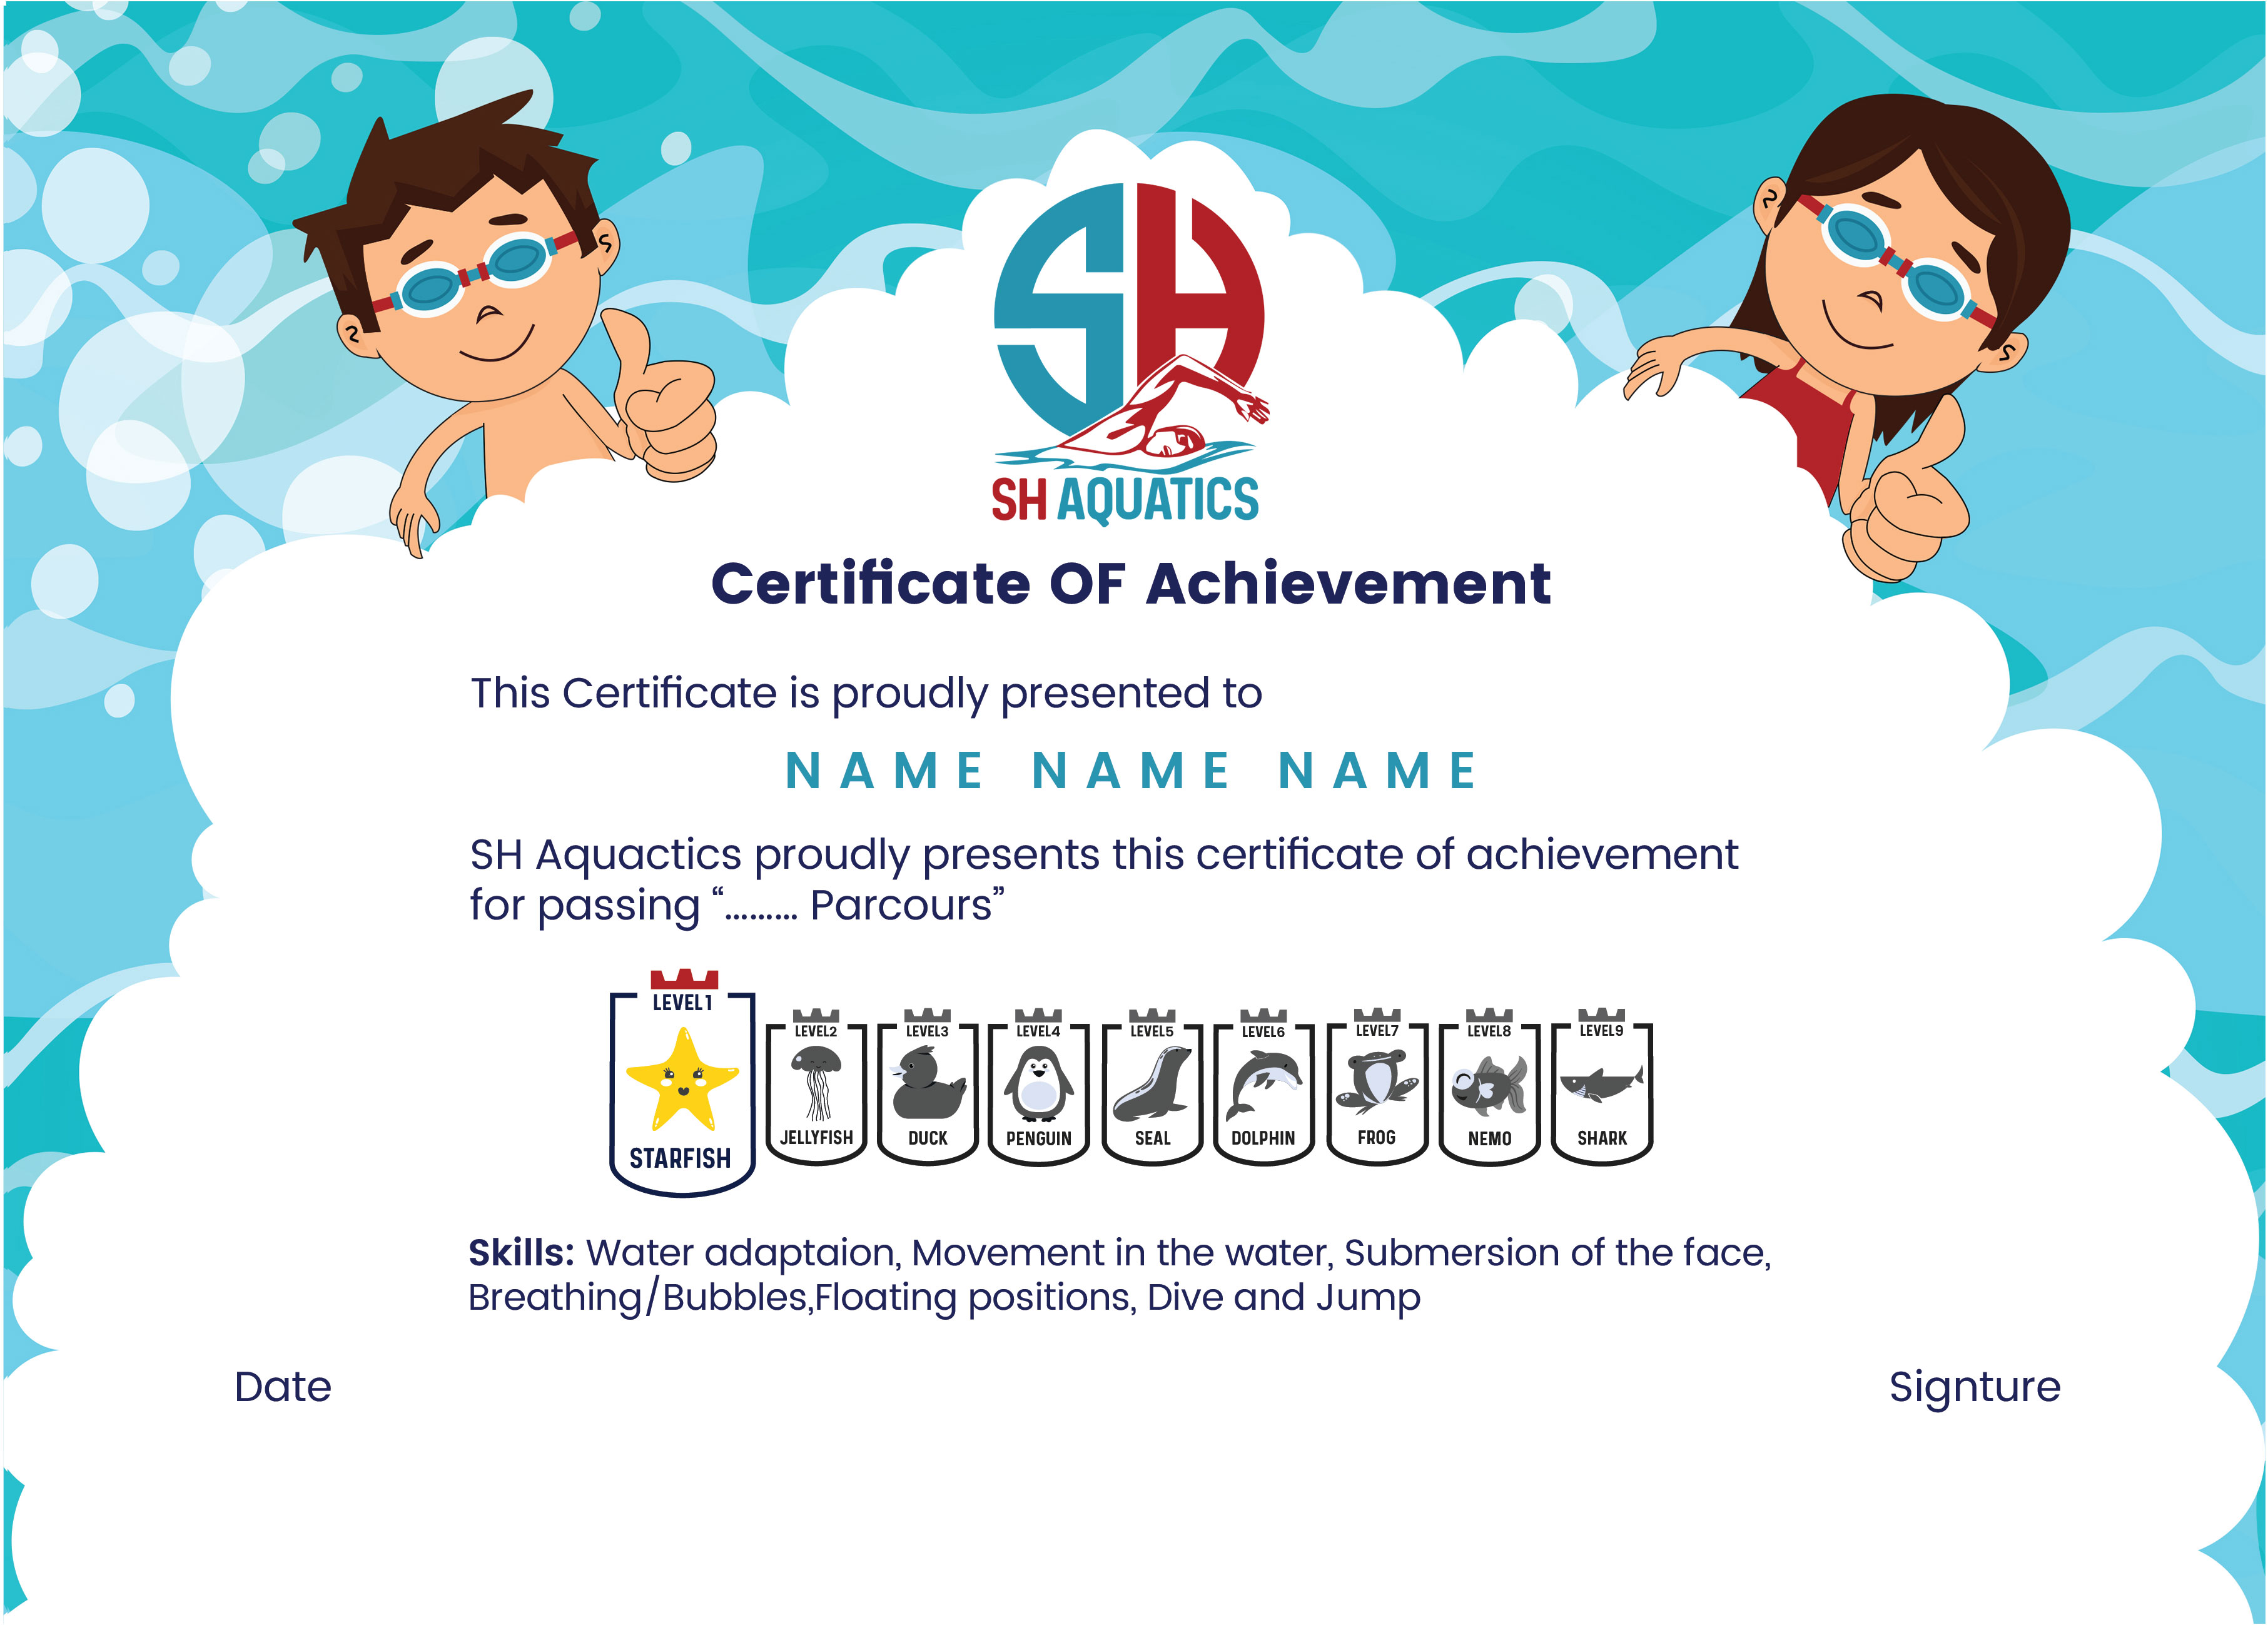 SH
SH AQUATICS
Certificate OF Achievement
This Certificate is proudly presented to
NAME NAME NAME
SH Aquactics proudly presents this certificate of achievement
for passing “......... Parcours”
LEVEL1
STARFISH
LEVEL2
JELLYFISH
LEVEL3
DUCK
LEVEL4
PENGUIN
LEVEL5
SEAL
LEVEL6
DOLPHIN
LEVEL7
FROG
LEVEL8
NEMO
LEVEL9
SHARK
Skills: Water adaptaion, Movement in the water, Submersion of the face,
Breathing/Bubbles,Floating positions, Dive and Jump
Date
Signture